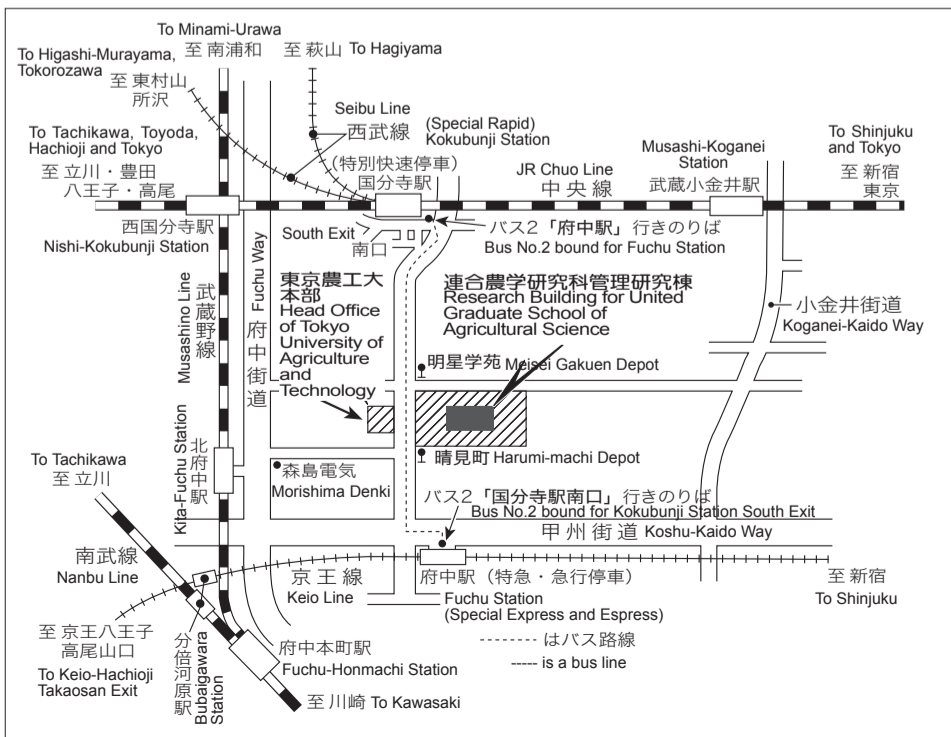 To Minami-Urawa
至 南浦和
至 萩山 To Hagiyama
To Higashi-Murayama,
Tokorozawa
至 東村山
所沢
Seibu Line
西武線
(Special Rapid)
Kokubunji Station
(特別快速停車)
国分寺駅
To Tachikawa, Toyoda,
Hachioji and Tokyo
至 立川・豊田
八王子・高尾
JR Chuo Line
中央線
Musashi-Koganei
Station
武蔵小金井駅
To Shinjuku
and Tokyo
至 新宿
東京
西国分寺駅
Nishi-Kokubunji Station
South Exit
南口
バス2「府中駅」行きのりば
Bus No.2 bound for Fuchu Station
Musashino Line
武蔵野線
Fuchu Way
府中街道
東京農工大
本部
Head Office
of Tokyo
University of
Agriculture
and
Technology
連合農学研究科管理研究棟
Research Building for United
Graduate School of
Agricultural Science
小金井街道
Koganei-Kaido Way
明星学苑 Meisei Gakuen Depot
Kita-Fuchu Station
北府中駅
森島電気
Morishima Denki
晴見町 Harumi-machi Depot
To Tachikawa
至 立川
バス2「国分寺駅南口」行きのりば
Bus No.2 bound for Kokubunji Station South Exit
甲州街道 Koshu-Kaido Way
南武線
Nanbu Line
京王線
Keio Line
府中駅(特急・急行停車)
Fuchu Station
(Special Express and Espress)
至 新宿
To Shinjuku
至 京王八王子
高尾山口
To Keio-Hachioji
Takaosan Exit
分倍河原駅
Bubaigawara
Station
府中本町駅
Fuchu-Honmachi Station
はバス路線
is a bus line
至 川崎 To Kawasaki